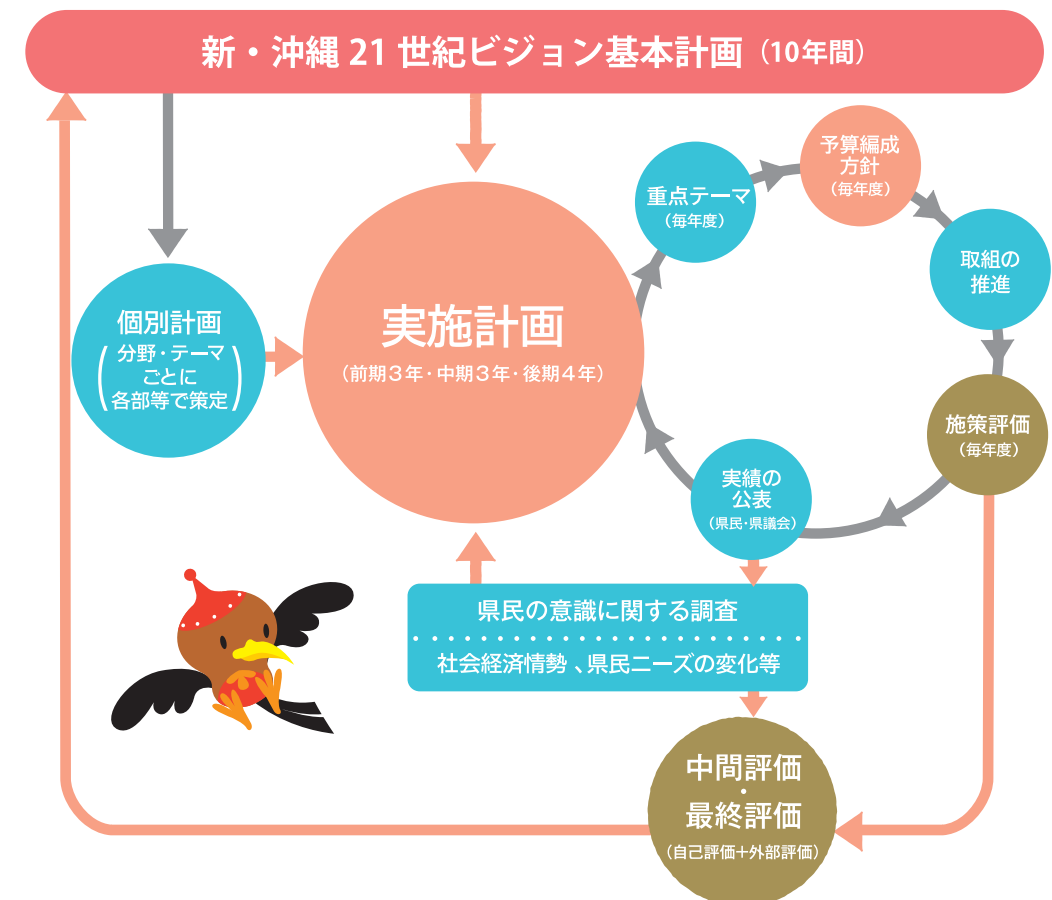 新・沖縄 21 世紀ビジョン基本計画（10年間）
重点テーマ
（毎年度）
予算編成
方針
（毎年度）
取組の
推進
個別計画
（分野・テーマ
ごとに
各部等で策定）
実施計画
（前期３年・中期３年・後期４年）
施策評価
（毎年度）
実績の
公表
（県民・県議会）
県民の意識に関する調査
社会経済情勢 、県民ニーズの変化等
中間評価
・
最終評価
（自己評価＋外部評価）